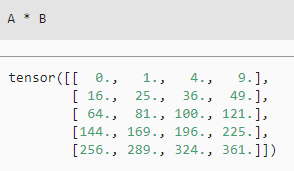 A * B
tensor([[  0.,   1.,   4.,   9.],
        [ 16.,  25.,  36.,  49.],
        [ 64.,  81., 100., 121.],
        [144., 169., 196., 225.],
        [256., 289., 324., 361.]])